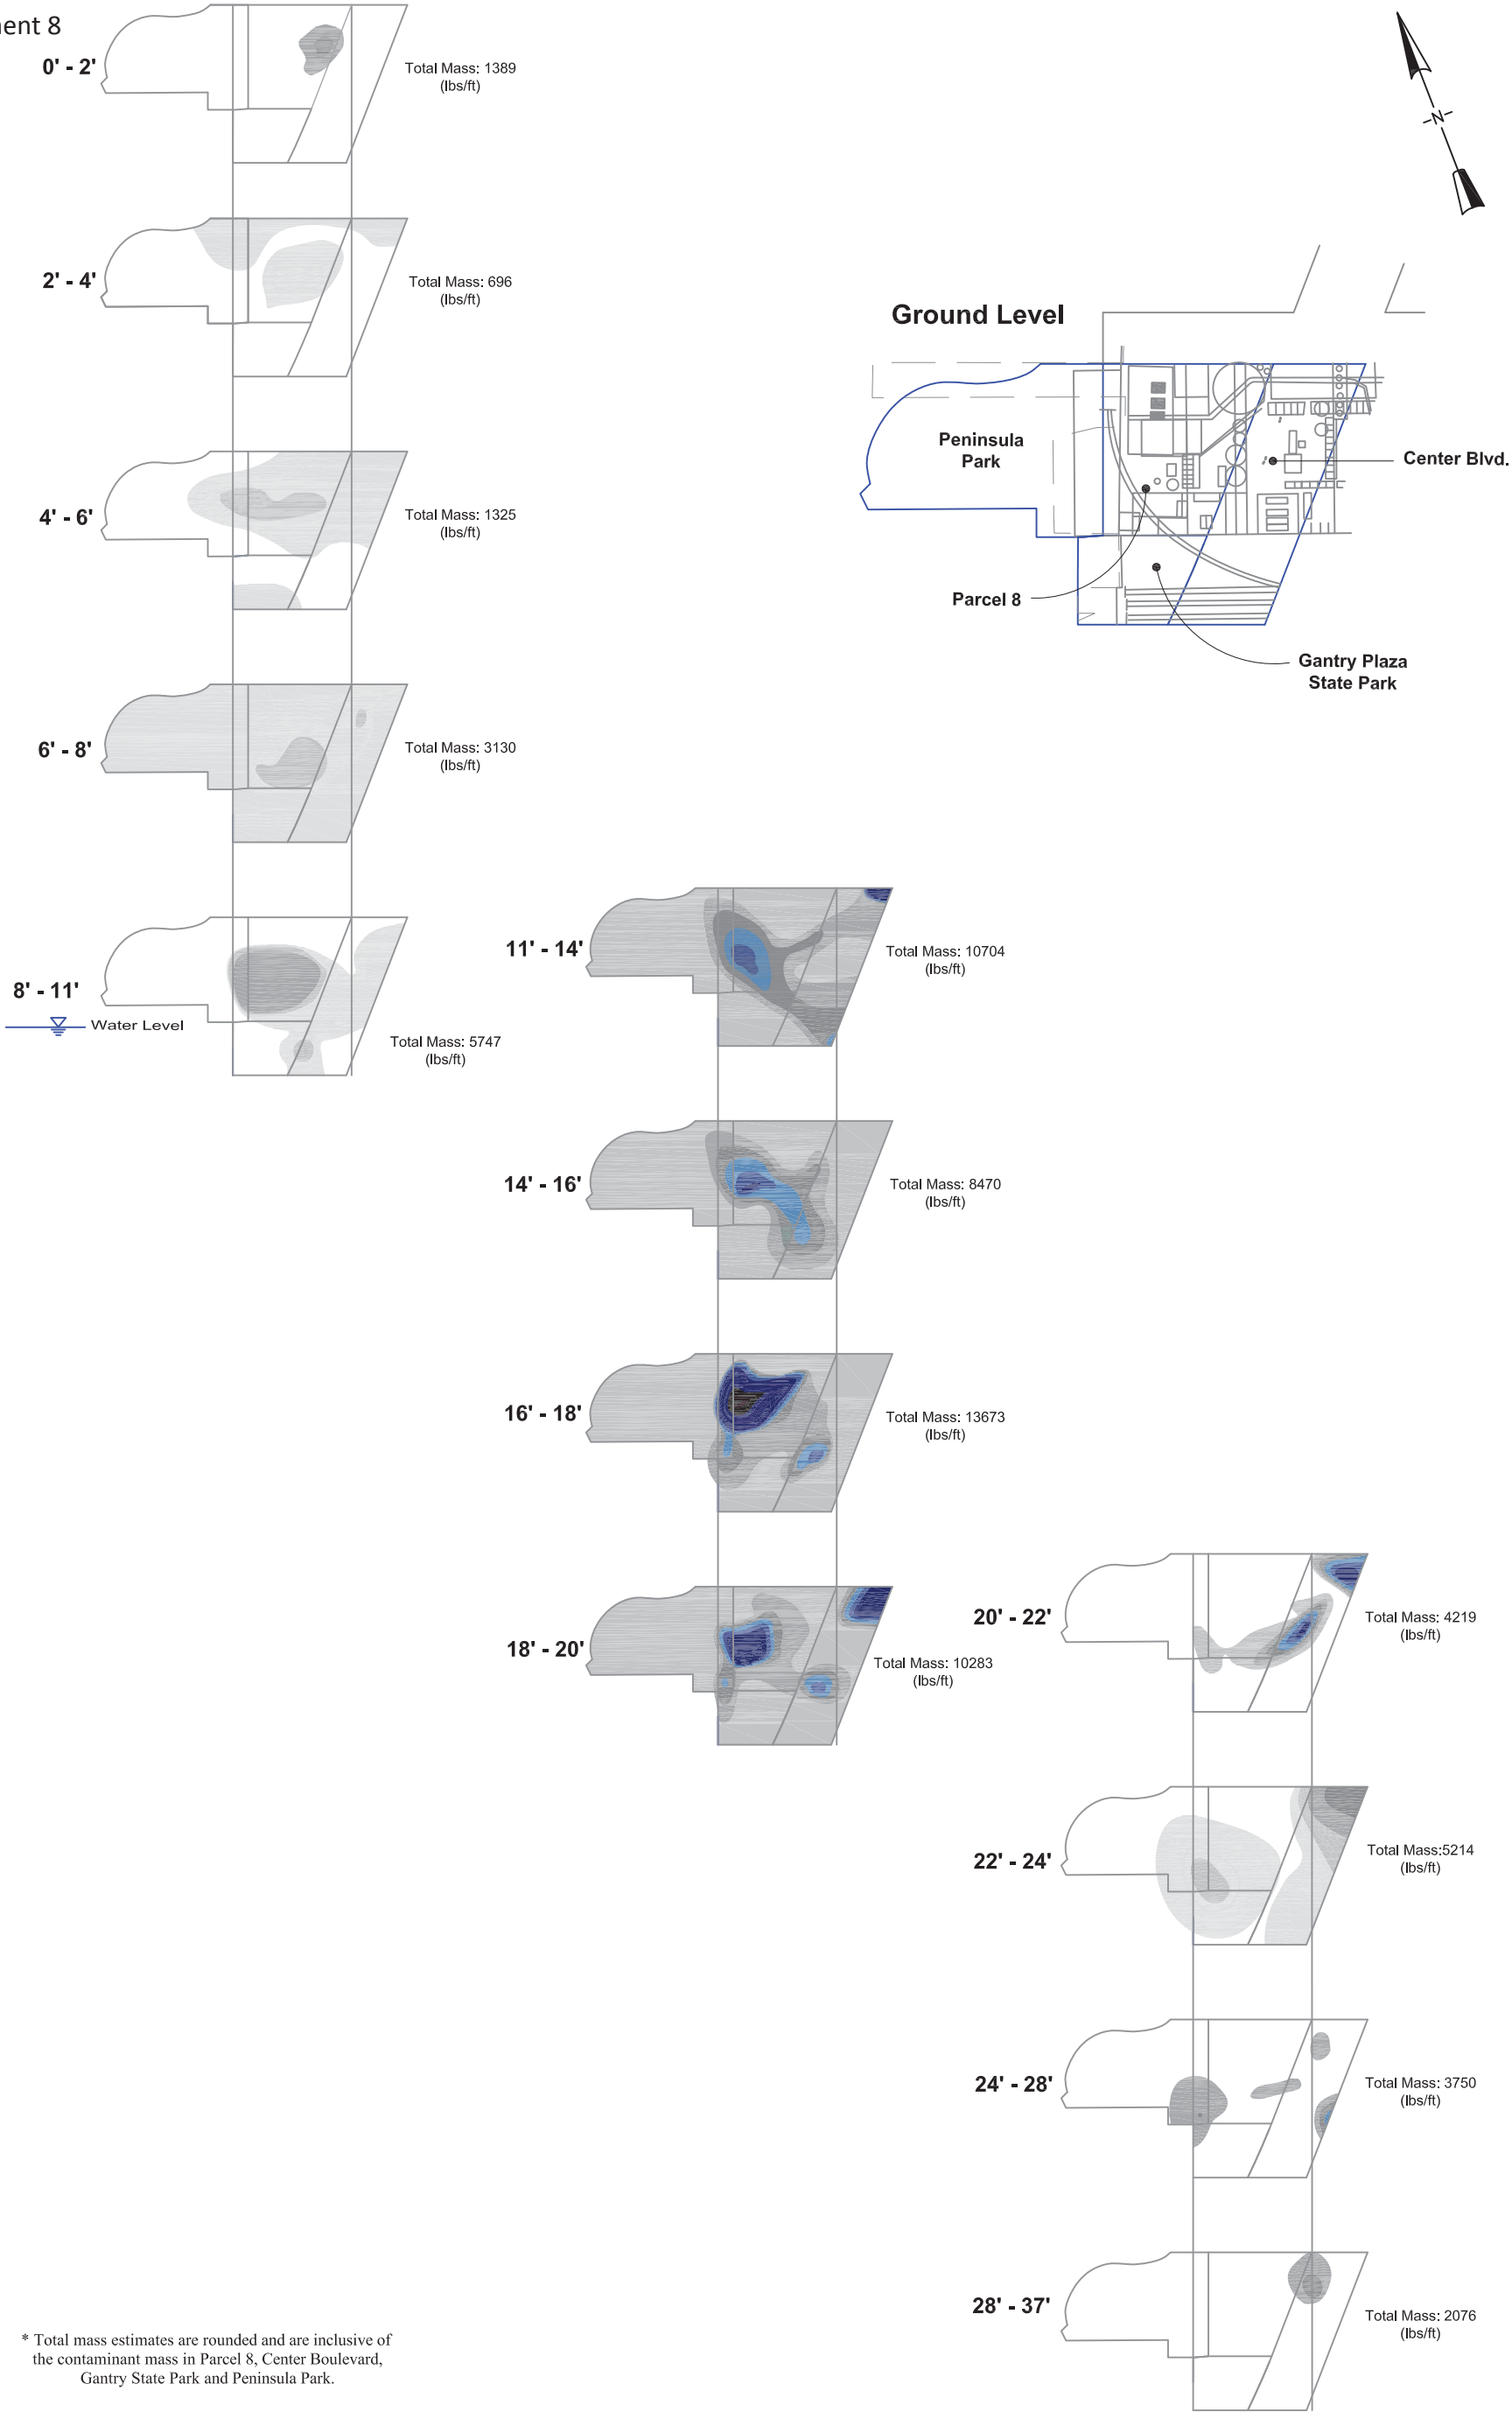 ent 8
0' - 2'
Total Mass: 1389
(lbs/ft)
2' - 4'
Total Mass: 696
(lbs/ft)
4' - 6'
Total Mass: 1325
(lbs/ft)
6' - 8'
Total Mass: 3130
(lbs/ft)
8' - 11'
Water Level
Total Mass: 5747
(lbs/ft)
N
Ground Level
Peninsula
Park
Center Blvd.
Parcel 8
Gantry Plaza
State Park
11' - 14'
Total Mass: 10704
(lbs/ft)
14' - 16'
Total Mass: 8470
(lbs/ft)
16' - 18'
Total Mass: 13673
(lbs/ft)
18' - 20'
Total Mass: 10283
(lbs/ft)
20' - 22'
Total Mass: 4219
(lbs/ft)
22' - 24'
Total Mass:5214
(lbs/ft)
24' - 28'
Total Mass: 3750
(lbs/ft)
28' - 37'
Total Mass: 2076
(lbs/ft)
* Total mass estimates are rounded and are inclusive of
the contaminant mass in Parcel 8, Center Boulevard,
Gantry State Park and Peninsula Park.